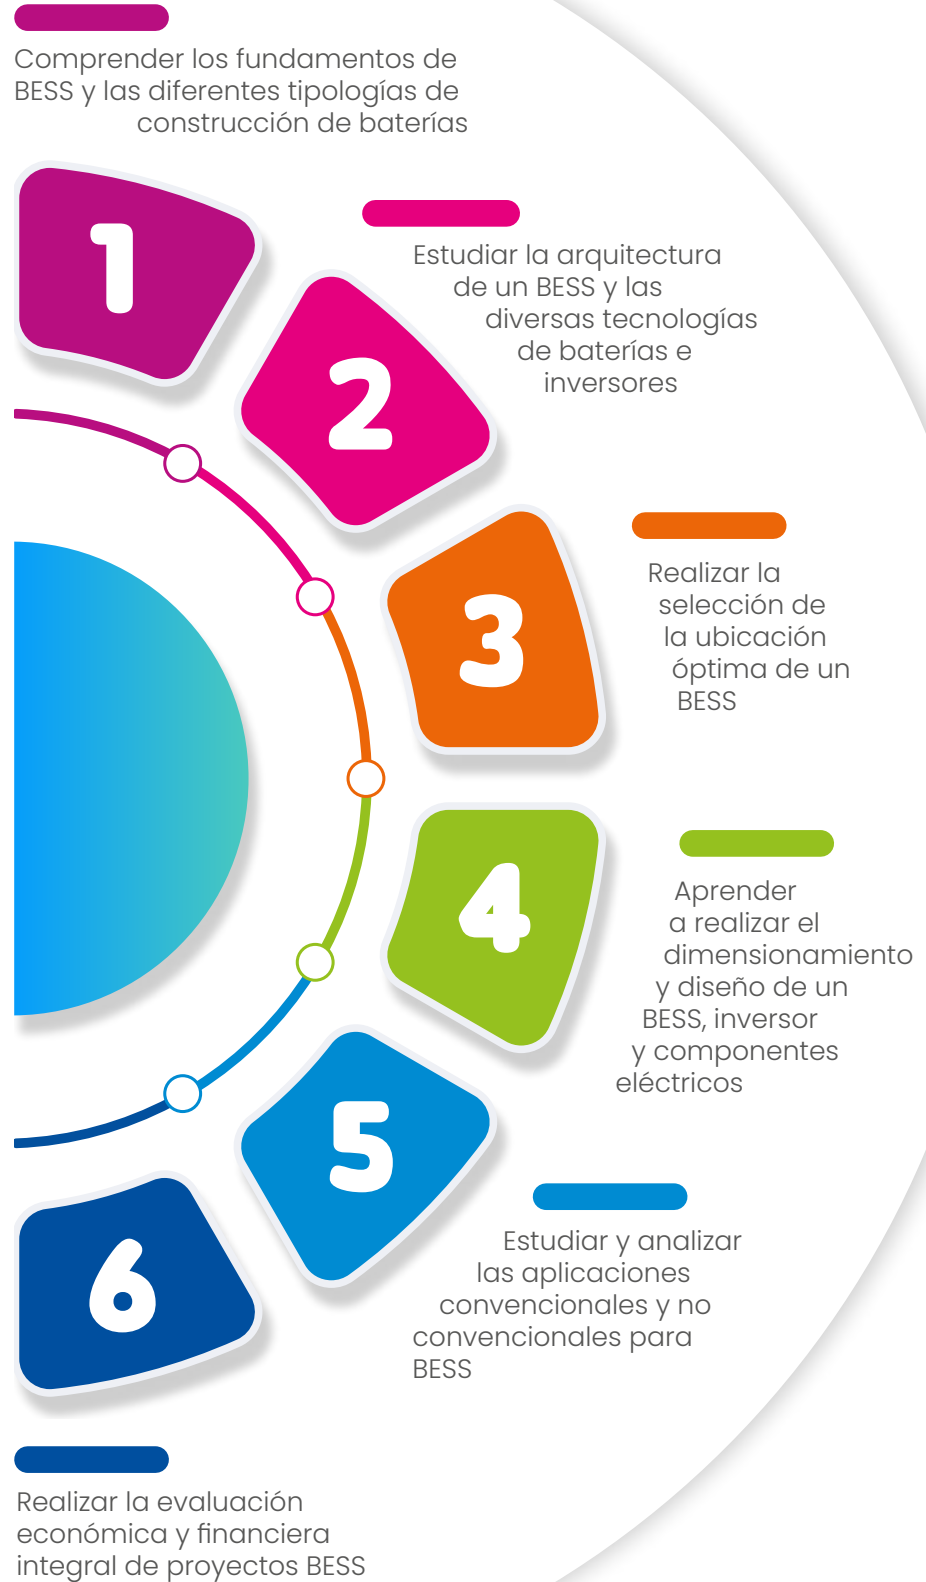 Comprender los fundamentos de
BESS y las diferentes tipologías de
construcción de baterías
1
Estudiar la arquitectura
de un BESS y las
diversas tecnologías
de baterías e
inversores
2
Realizar la
selección de
la ubicación
óptima de un
BESS
3
Aprender
a realizar el
dimensionamiento
y diseño de un
BESS, inversor
y componentes
eléctricos
4
Estudiar y analizar
las aplicaciones
convencionales y no
convencionales para
BESS
5
6
Realizar la evaluación
económica y financiera
integral de proyectos BESS